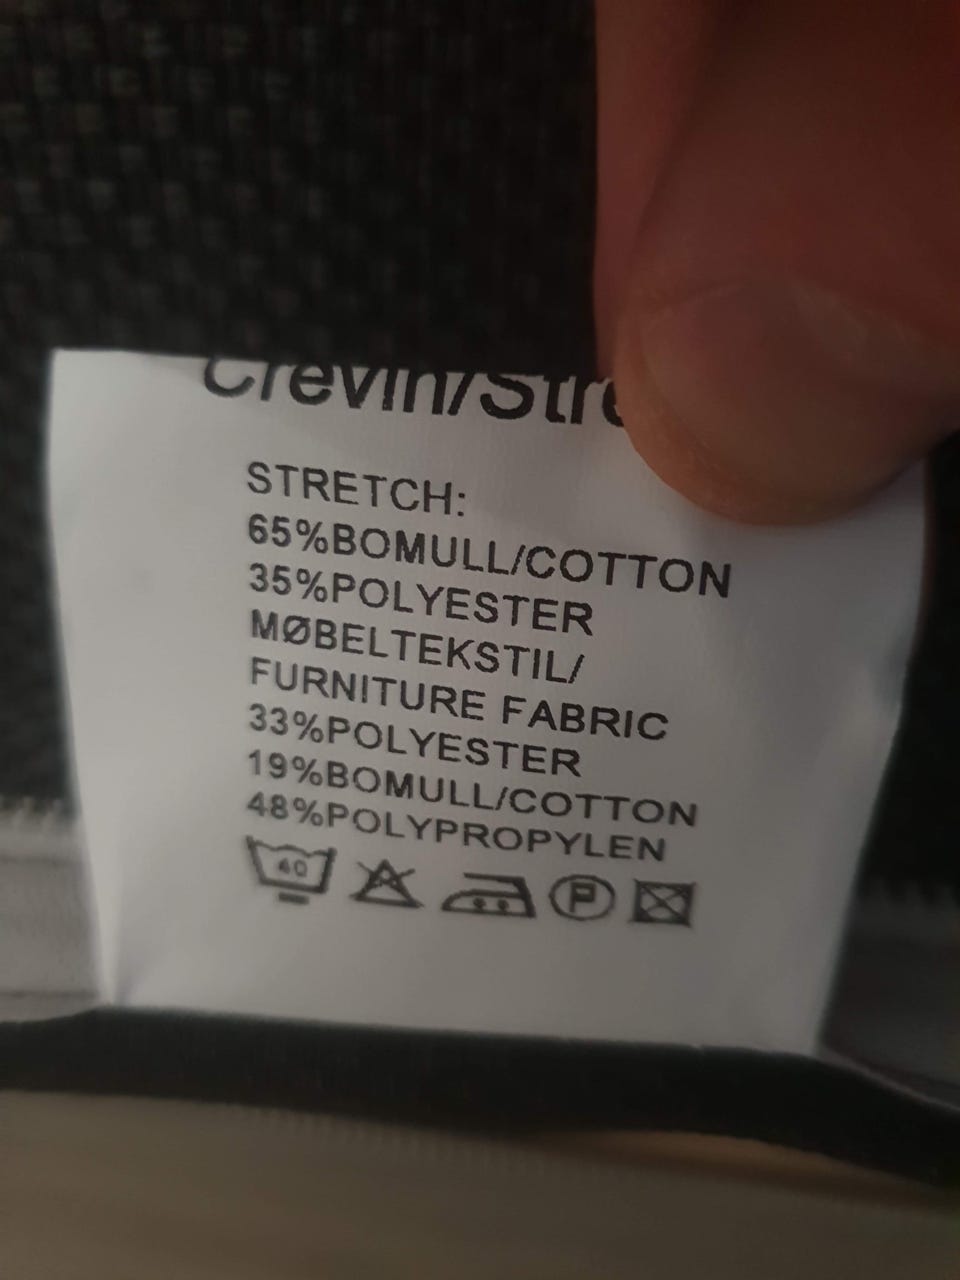 Crevin/Str
STRETCH:
65%BOMULL/COTTON
35%POLYESTER
MØBELTEKSTIL/
FURNITURE FABRIC
33%POLYESTER
19%BOMULL/COTTON
48%POLYPROPYLEN
40
P